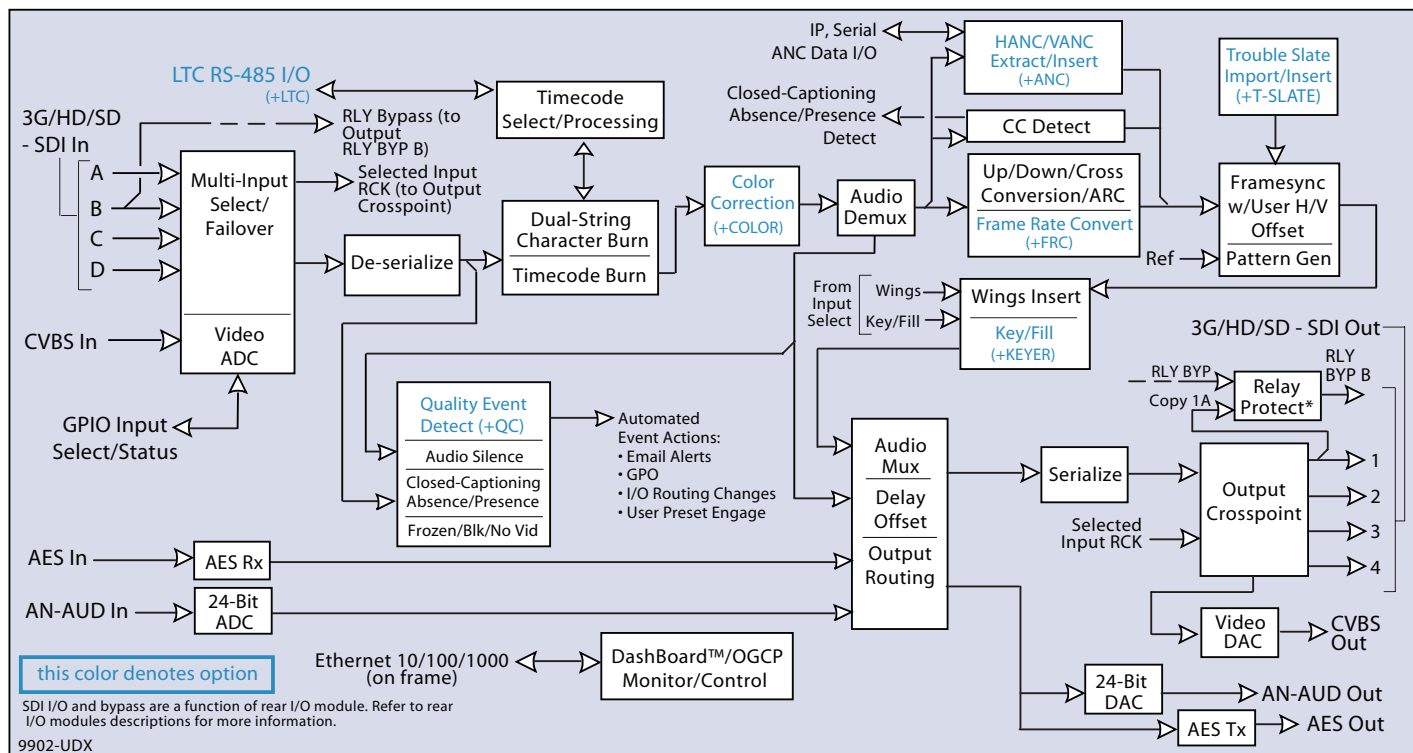 LTC RS-485 I/O
(+LTC)
3G/HD/SD
- SDI In
A
B
C
D
CVBS In
GPIO Input
Select/Status
Multi-Input
Select/
Failover
Video
ADC
RLY Bypass (to
Output
RLY BYP B)
Selected Input
RCK (to Output
Crosspoint)
De-serialize
Timecode
Select/Processing
Dual-String
Character Burn
Timecode Burn
Color
Correction
(+COLOR)
Audio
Demux
IP, Serial
ANC Data I/O
Closed-Captioning
Absence/Presence
Detect
HANC/VANC
Extract/Insert
(+ANC)
CC Detect
Up/Down/Cross
Conversion/ARC
Frame Rate Convert
(+FRC)
Trouble Slate
Import/Insert
(+T-SLATE)
Framesync
w/User H/V
Offset
Pattern Gen
Ref
From
Input
Select
Wings
Key/Fill
Wings Insert
Key/Fill
(+KEYER)
3G/HD/SD - SDI Out
RLY BYP
Copy 1A
Relay
Protect*
RLY
BYP B
Quality Event
Detect (+QC)
Audio Silence
Closed-Captioning
Absence/Presence
Frozen/Blk/No Vid
Automated
Event Actions:
• Email Alerts
• GPO
• I/O Routing Changes
• User Preset Engage
Audio
Mux
Delay
Offset
Output
Routing
Serialize
Selected
Input RCK
Output
Crosspoint
1
2
3
4
AES In
AES Rx
AN-AUD In
24-Bit
ADC
Video
DAC
CVBS
Out
Ethernet 10/100/1000
(on frame)
DashBoard™/OGCP
Monitor/Control
24-Bit
DAC
AN-AUD Out
AES Tx
AES Out
this color denotes option
SDI I/O and bypass are a function of rear I/O module. Refer to rear
I/O modules descriptions for more information.
9902-UDX